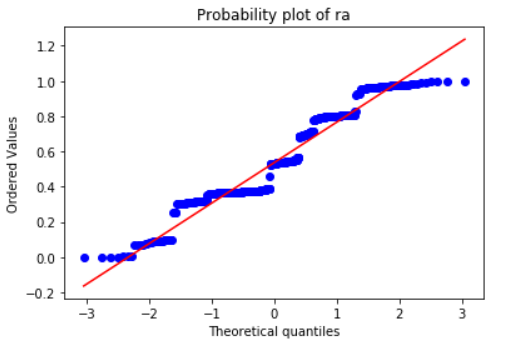 Probability plot of ra
1.2
1.0
0.8
0.6
0.4
0.2
0.0
−0.2
Ordered Values
−3 −2 −1 0 1 2 3
Theoretical quantiles